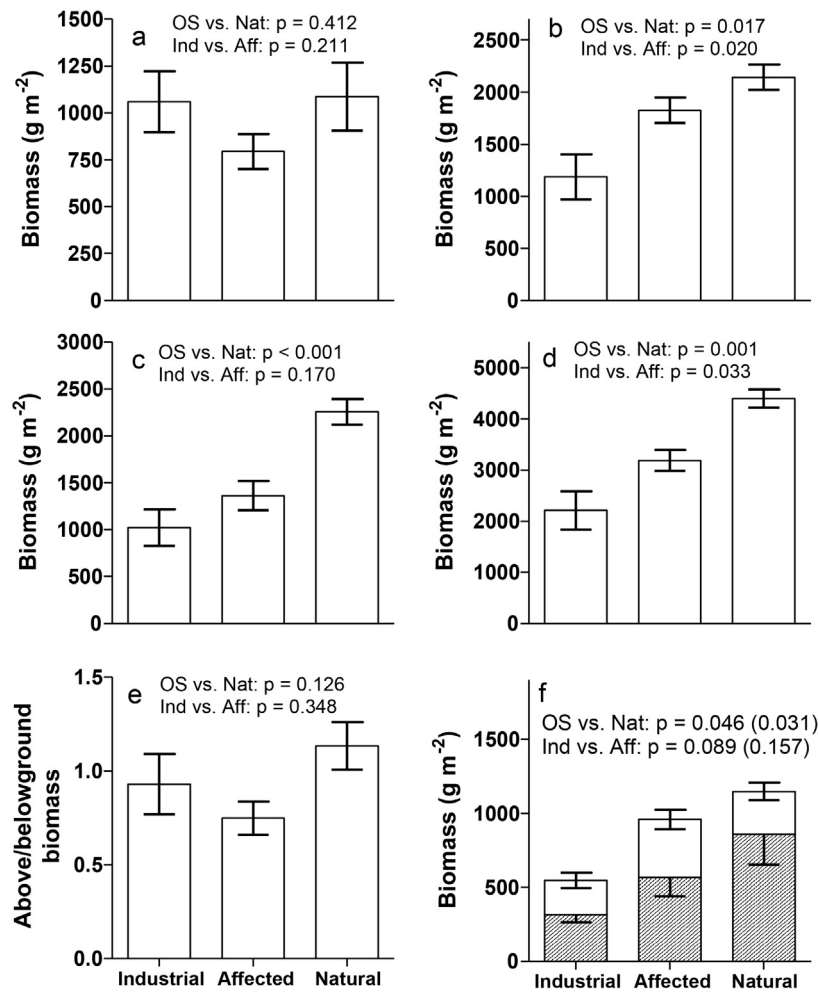 a
OS vs. Nat: p = 0.412
Ind vs. Aff: p = 0.211
Biomass (g m-2)
1500
1250
1000
750
500
250
0
b
OS vs. Nat: p = 0.017
Ind vs. Aff: p = 0.020
Biomass (g m-2)
2500
2000
1500
1000
500
0
c
OS vs. Nat: p < 0.001
Ind vs. Aff: p = 0.170
Biomass (g m-2)
3000
2500
2000
1500
1000
500
0
d
OS vs. Nat: p = 0.001
Ind vs. Aff: p = 0.033
Biomass (g m-2)
5000
4000
3000
2000
1000
0
e
OS vs. Nat: p = 0.126
Ind vs. Aff: p = 0.348
Above/belowground
biomass
1.5
1.0
0.5
0.0
Industrial Affected Natural
f
OS vs. Nat: p = 0.046 (0.031)
Ind vs. Aff: p = 0.089 (0.157)
Biomass (g m-2)
1500
1000
500
0
Industrial Affected Natural